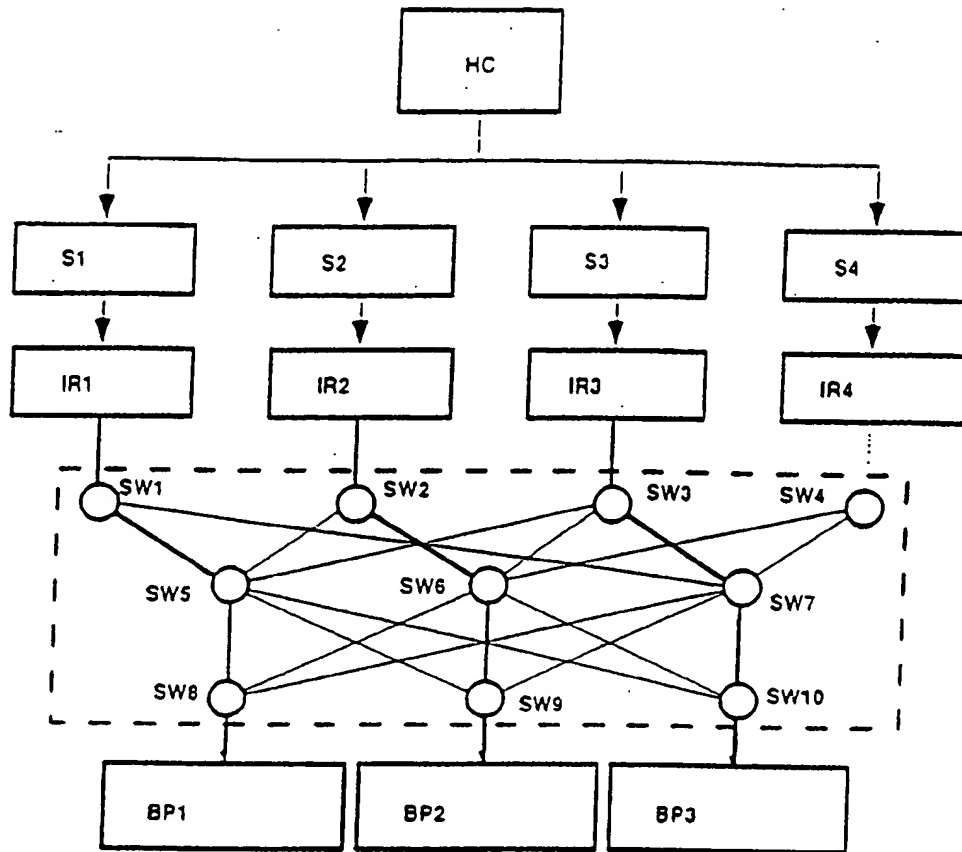 HC
S1 S2 S3 S4
IR1 IR2 IR3 IR4
SW1 SW2 SW3 SW4
SW5 SW6 SW7
SW8 SW9 SW10
BP1 BP2 BP3